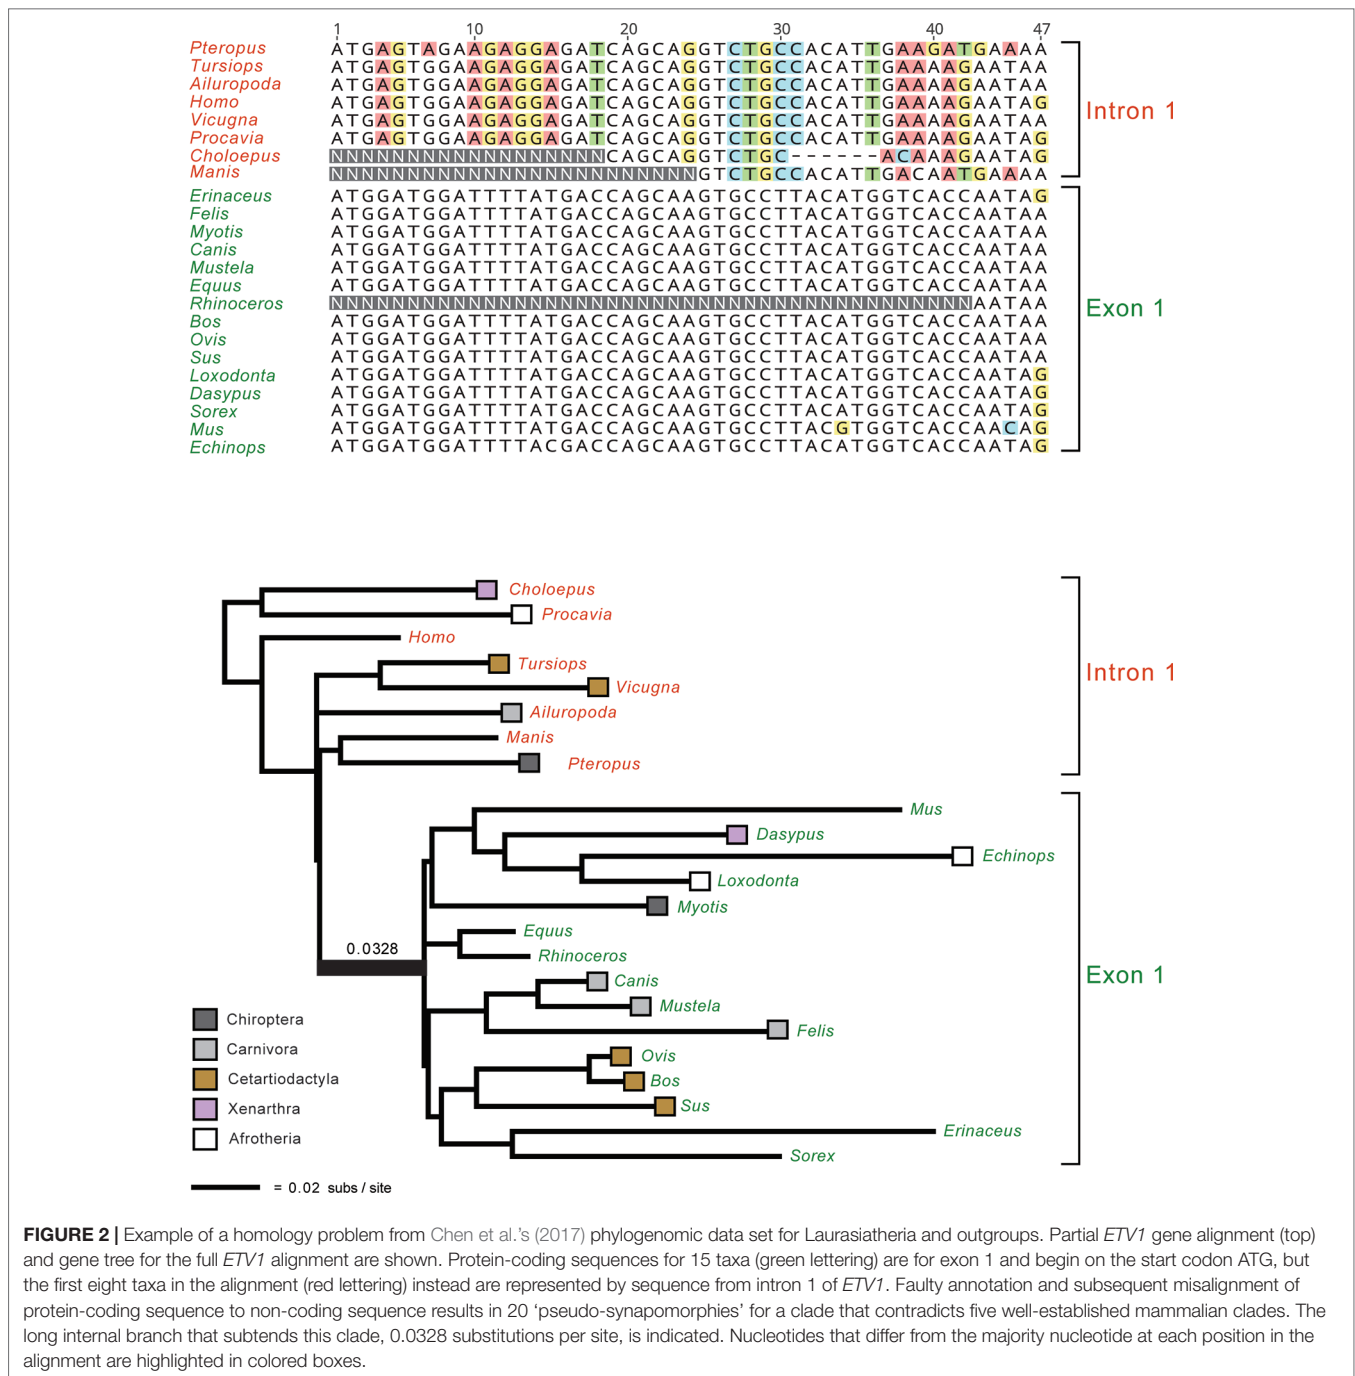 1 10 20 30 40 47
Pteropus ATGAGTAGAAGAGGAGATCAGCAGGTCTGCCACATTGAAGATGAAAA
Tursiops ATGAGTGGAAGAGGAGATCAGCAGGTCTGCCACATTGAAAAGAATAA
Ailuropoda ATGAGTGGAAGAGGAGATCAGCAGGTCTGCCACATTGAAAAGAATAA
Homo ATGAGTGGAAGAGGAGATCAGCAGGTCTGCCACATTGAAAAGAATAG
Vicugna ATGAGTGGAAGAGGAGATCAGCAGGTCTGCCACATTGAAAAGAATAA
Procavia ATGAGTGGAAGAGGAGATCAGCAGGTCTGCCACATTGAAAAGAATAG
Choloepus NNNNNNNNNNNNNNNNNNCAGCAGGTCTGC------ACAAAGAATAG
Manis NNNNNNNNNNNNNNNNNNNNNNNNGTCTGCCACATTGACAATGAAAA
Intron 1
Erinaceus ATGGATGGATTTTATGACCAGCAAGTGCCTTACATGGTCACCAATAG
Felis ATGGATGGATTTTATGACCAGCAAGTGCCTTACATGGTCACCAATAA
Myotis ATGGATGGATTTTATGACCAGCAAGTGCCTTACATGGTCACCAATAA
Canis ATGGATGGATTTTATGACCAGCAAGTGCCTTACATGGTCACCAATAA
Mustela ATGGATGGATTTTATGACCAGCAAGTGCCTTACATGGTCACCAATAA
Equus ATGGATGGATTTTATGACCAGCAAGTGCCTTACATGGTCACCAATAA
Rhinoceros NNNNNNNNNNNNNNNNNNNNNNNNNNNNNNNNNNNNNNNNNNAATAA
Bos ATGGATGGATTTTATGACCAGCAAGTGCCTTACATGGTCACCAATAA
Ovis ATGGATGGATTTTATGACCAGCAAGTGCCTTACATGGTCACCAATAA
Sus ATGGATGGATTTTATGACCAGCAAGTGCCTTACATGGTCACCAATAA
Loxodonta ATGGATGGATTTTATGACCAGCAAGTGCCTTACATGGTCACCAATAG
Dasypus ATGGATGGATTTTATGACCAGCAAGTGCCTTACATGGTCACCAATAG
Sorex ATGGATGGATTTTATGACCAGCAAGTGCCTTACATGGTCACCAATAG
Mus ATGGATGGATTTTATGACCAGCAAGTGCCTTACGTGGTCACCAACAG
Echinops ATGGATGGATTTTACGACCAGCAAGTGCCTTACATGGTCACCAATAG
Exon 1
Choloepus
Procavia
Homo
Tursiops
Vicugna
Ailuropoda
Manis
Pteropus
Intron 1
Mus
Dasypus
Echinops
Loxodonta
Myotis
Equus
Rhinoceros
0.0328
Canis
Mustela
Felis
Ovis
Bos
Sus
Erinaceus
Sorex
Exon 1
Chiroptera
Carnivora
Cetartiodactyla
Xenarthra
Afrotheria
= 0.02 subs / site
FIGURE 2 | Example of a homology problem from Chen et al.'s (2017) phylogenomic data set for Laurasiatheria and outgroups. Partial ETV1 gene alignment (top)
and gene tree for the full ETV1 alignment are shown. Protein-coding sequences for 15 taxa (green lettering) are for exon 1 and begin on the start codon ATG, but
the first eight taxa in the alignment (red lettering) instead are represented by sequence from intron 1 of ETV1. Faulty annotation and subsequent misalignment of
protein-coding sequence to non-coding sequence results in 20 ‘pseudo-synapomorphies’ for a clade that contradicts five well-established mammalian clades. The
long internal branch that subtends this clade, 0.0328 substitutions per site, is indicated. Nucleotides that differ from the majority nucleotide at each position in the
alignment are highlighted in colored boxes.